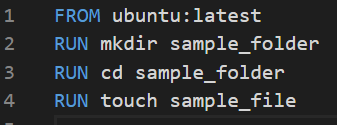 1 FROM ubuntu:latest
2 RUN mkdir sample_folder
3 RUN cd sample_folder
4 RUN touch sample_file